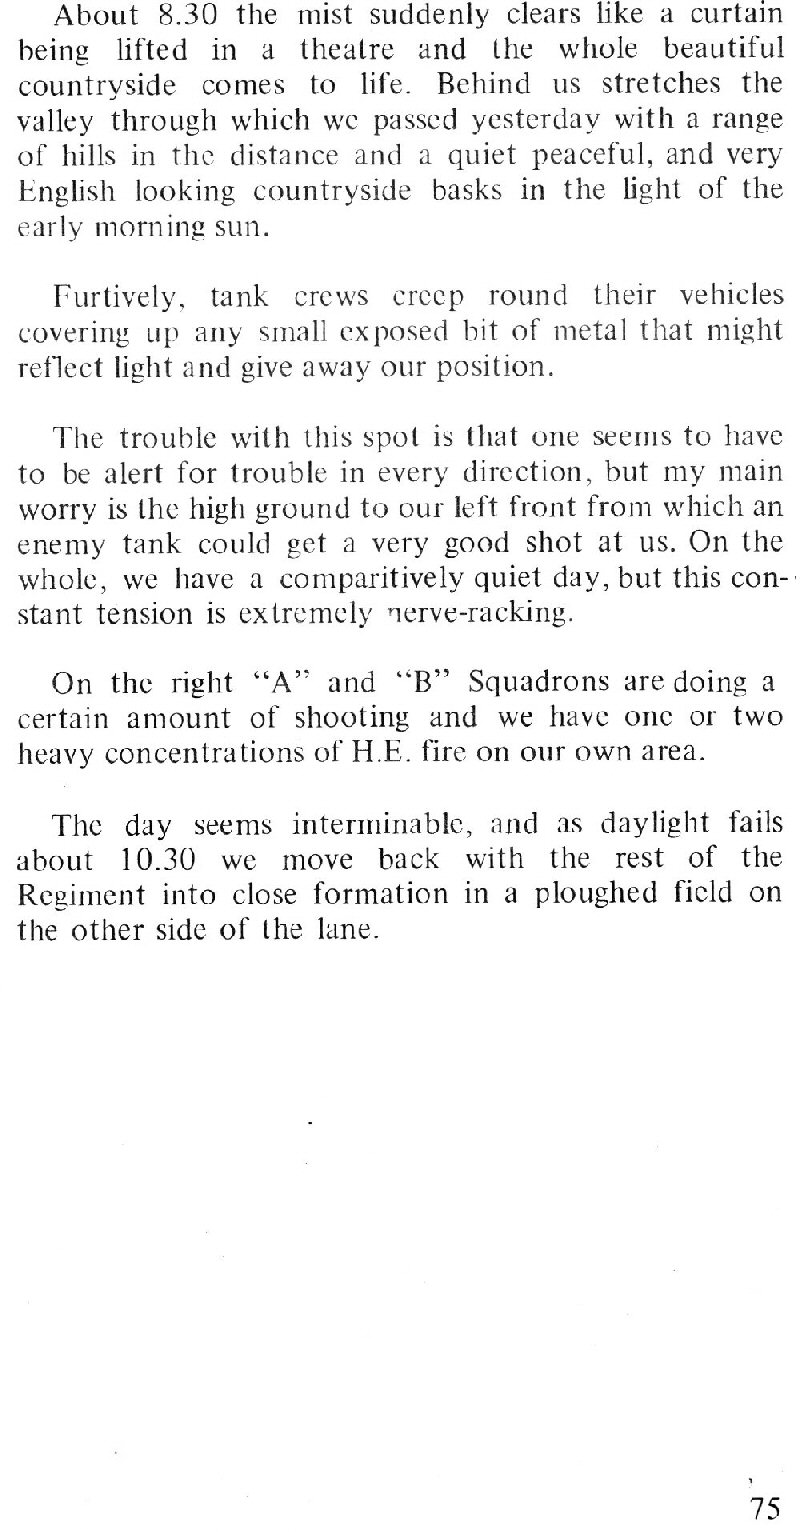 About 8.30 the mist suddenly clears like a curtain
being lifted in a theatre and the whole beautiful
countryside comes to life. Behind us stretches the
valley through which we passed yesterday with a range
of hills in the distance and a quiet peaceful, and very
English looking countryside basks in the light of the
early morning sun.
Furtively, tank crews creep round their vehicles
covering up any small exposed bit of metal that might
reflect light and give away our position.
The trouble with this spot is that one seems to have
to be alert for trouble in every direction, but my main
worry is the high ground to our left front from which an
enemy tank could get a very good shot at us. On the
whole, we have a comparitively quiet day, but this con-
stant tension is extremely nerve-racking.
On the right “A” and “B” Squadrons are doing a
certain amount of shooting and we have one or two
heavy concentrations of H.E. fire on our own area.
The day seems interminable, and as daylight fails
about 10.30 we move back with the rest of the
Regiment into close formation in a ploughed field on
the other side of the lane.
75